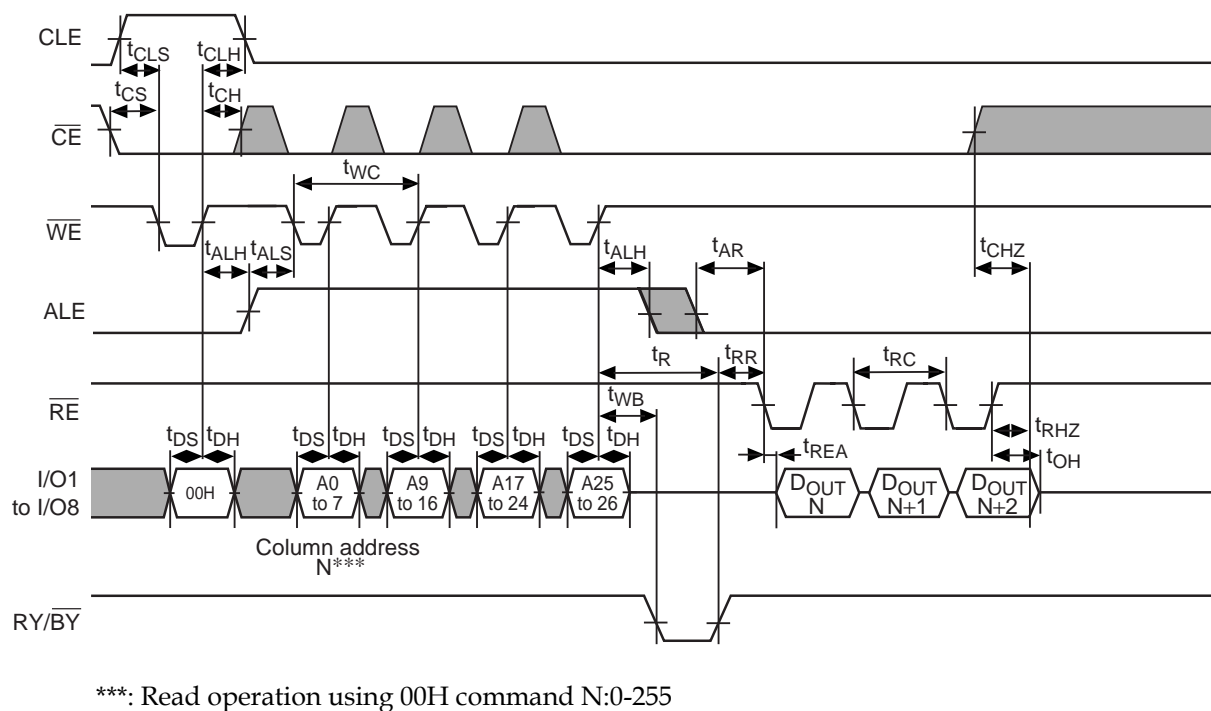 CLE
tCLS tCLH
tCS tCH
CE
tWC
WE
tALH tALS tALH tAR tCHZ
ALE
tR tRR tRC
RE
tWB
tRHZ
tDS tDH tDS tDH tDS tDH tDS tDH tDS tDH tREA tOH
I/O1
to I/O8
00H
A0
to 7
A9
to 16
A17
to 24
A25
to 26
DOUT
N
DOUT
N+1
DOUT
N+2
Column address
N***
RY/BY
***: Read operation using 00H command N:0-255